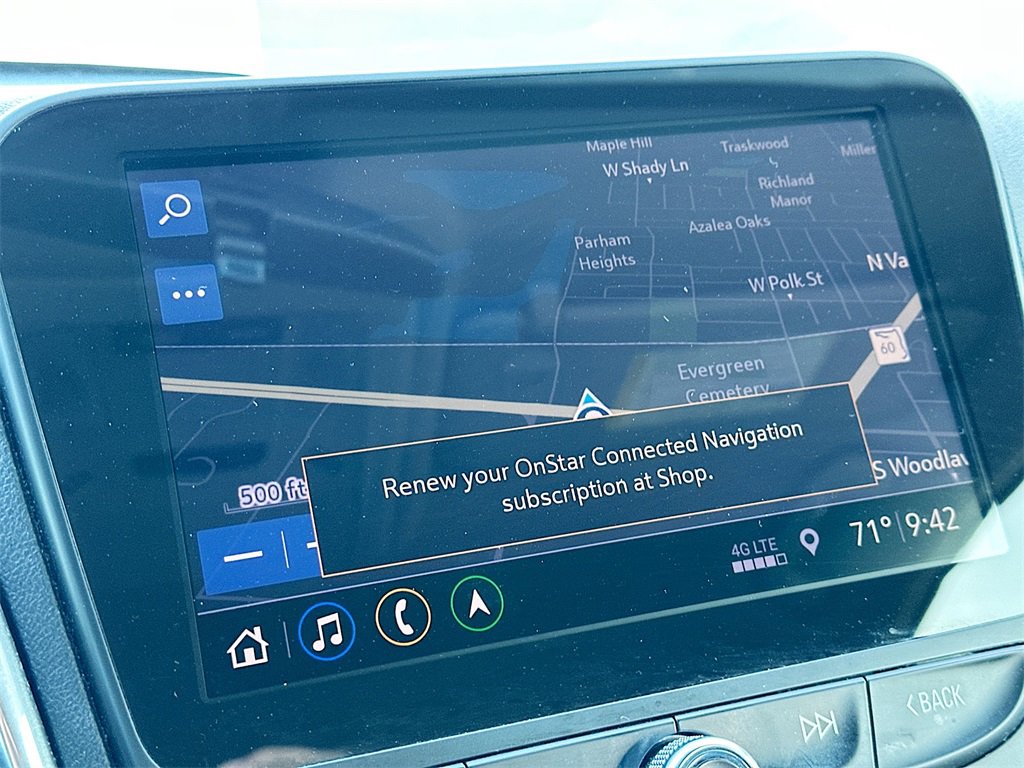 Maple Hill
Traskwood
Miller
W Shady Ln
Richland
Manor
Azalea Oaks
Parham
Heights
N Va
W Polk St
60
Evergreen
Cemetery
Renew your OnStar Connected Navigation
subscription at Shop.
S Woodlaw
500 ft
4G LTE
71° 9:42
BACK